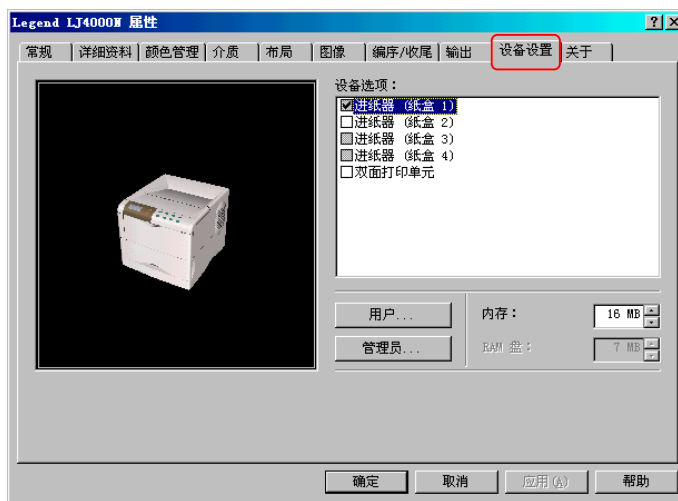 Legend LJ4000N 属性
常规 详细资料 颜色管理 介质 布局 图像 编序/收尾 输出 设备设置 关于
设备选项：
进纸器 (纸盒 1)
进纸器 (纸盒 2)
进纸器 (纸盒 3)
进纸器 (纸盒 4)
双面打印单元
用户... 内存： 16 MB
管理员... RAM 盘： 7 MB
确定 取消 应用(A) 帮助